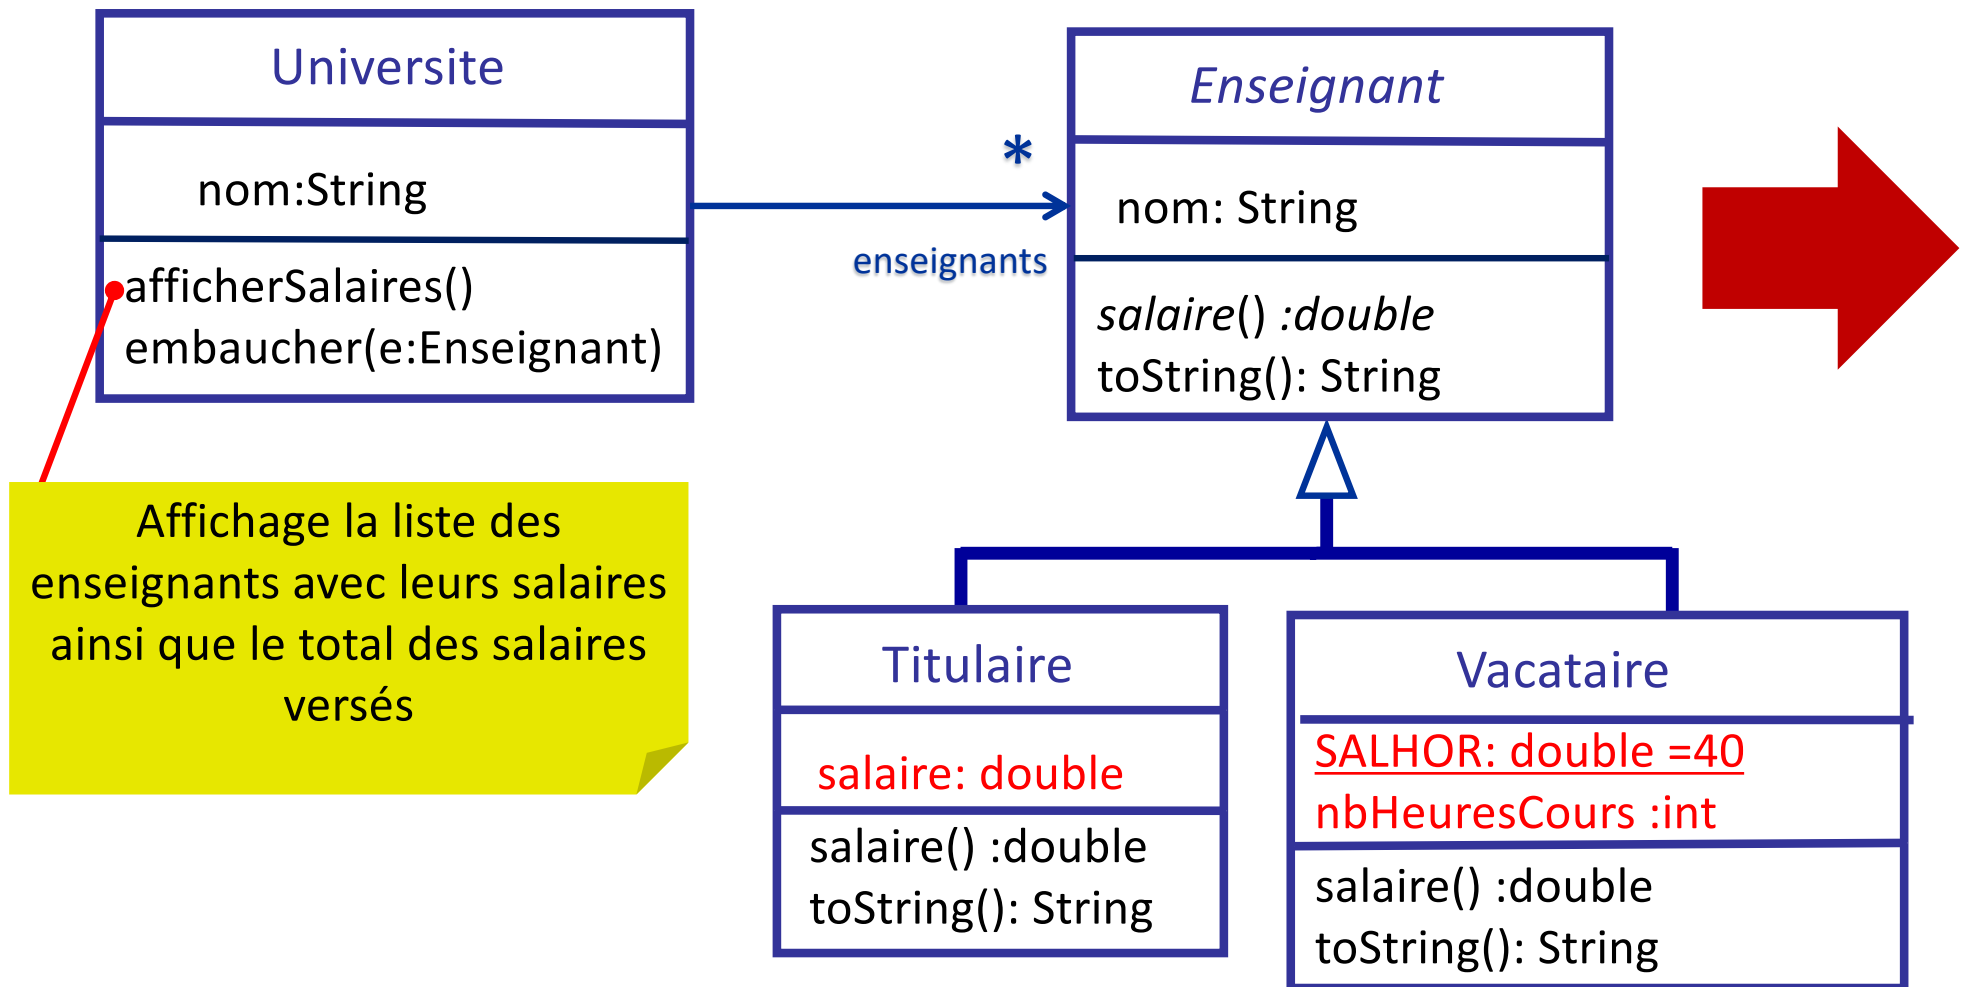 Universite
nom:String
afficherSalaires()
embaucher(e:Enseignant)
*
enseignants
Enseignant
nom: String
salaire() :double
toString(): String
Affichage la liste des
enseignants avec leurs salaires
ainsi que le total des salaires
versés
Titulaire
salaire: double
salaire() :double
toString(): String
Vacataire
SALHOR: double =40
nbHeuresCours :int
salaire() :double
toString(): String